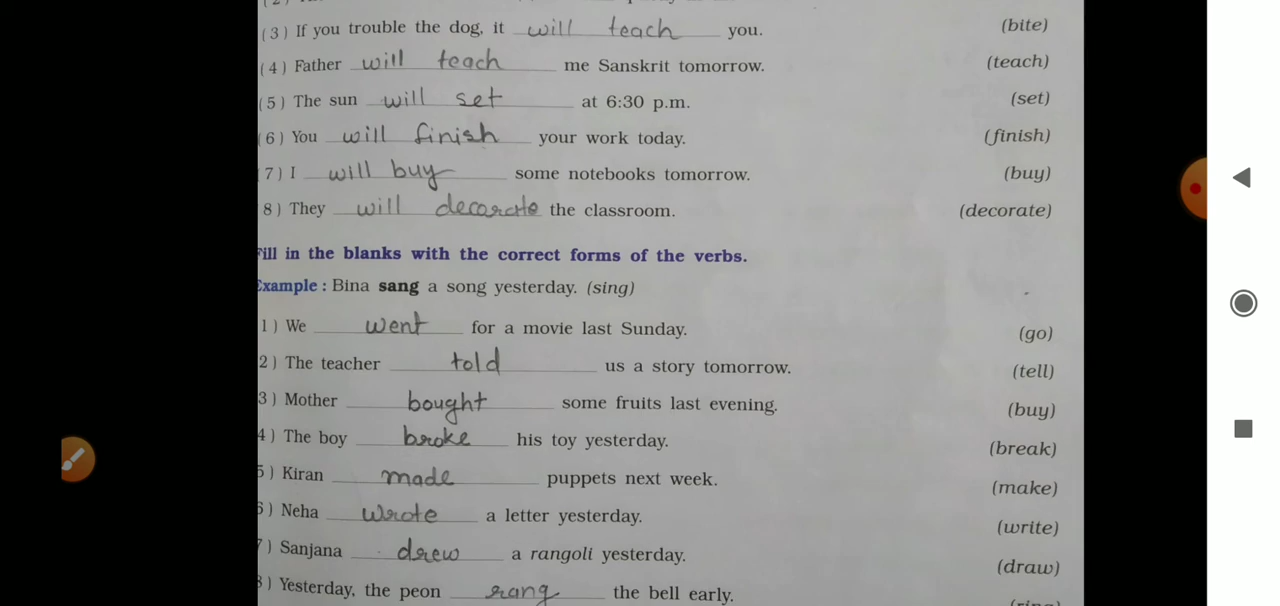 (3) If you trouble the dog, it will teach you. (bite)
(4) Father will teach me Sanskrit tomorrow. (teach)
(5) The sun will set at 6:30 p.m. (set)
(6) You will finish your work today. (finish)
7) I will buy some notebooks tomorrow. (buy)
8) They will decorate the classroom. (decorate)
Fill in the blanks with the correct forms of the verbs.
Example : Bina sang a song yesterday. (sing)
1) We went for a movie last Sunday. (go)
2) The teacher told us a story tomorrow. (tell)
3) Mother bought some fruits last evening. (buy)
4) The boy broke his toy yesterday. (break)
5) Kiran made puppets next week. (make)
6) Neha wrote a letter yesterday. (write)
7) Sanjana drew a rangoli yesterday. (draw)
8) Yesterday, the peon rang the bell early.